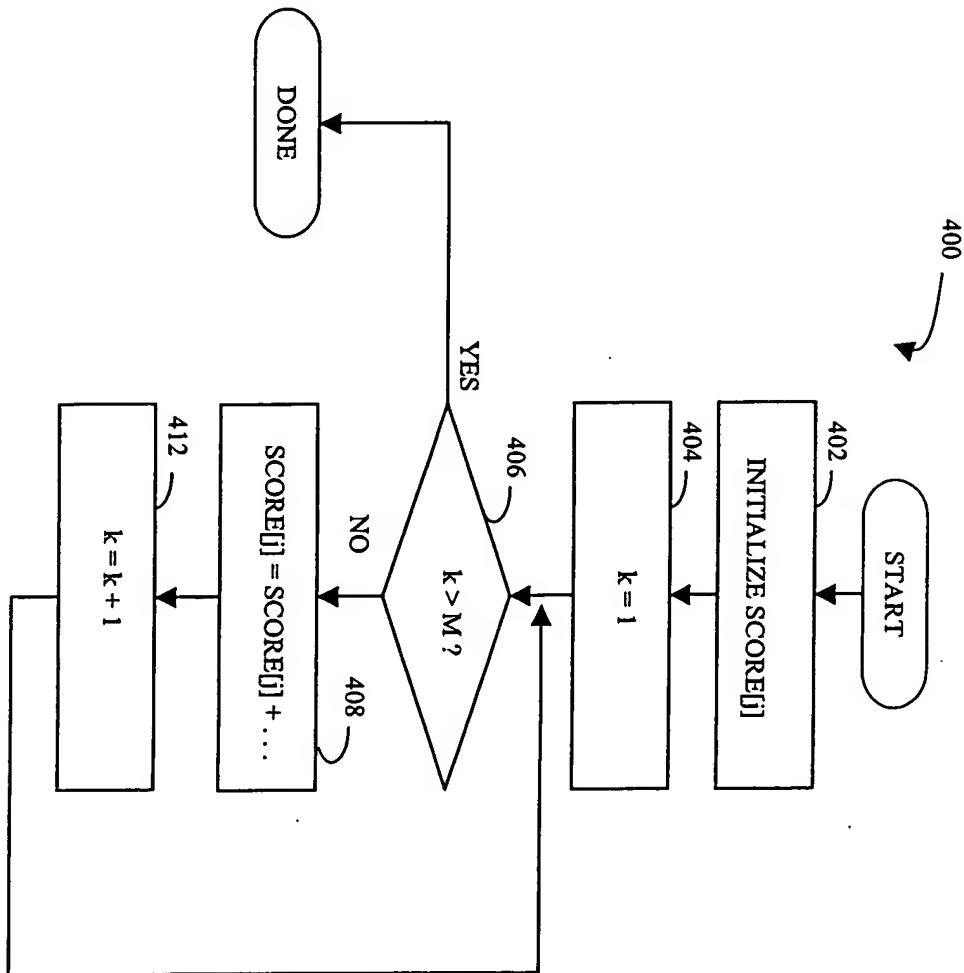 400
START
402
INITIALIZE SCORE[j]
404
k = 1
406
k > M ?
YES
NO
DONE
408
SCORE[j] = SCORE[j] + . . .
412
k = k + 1